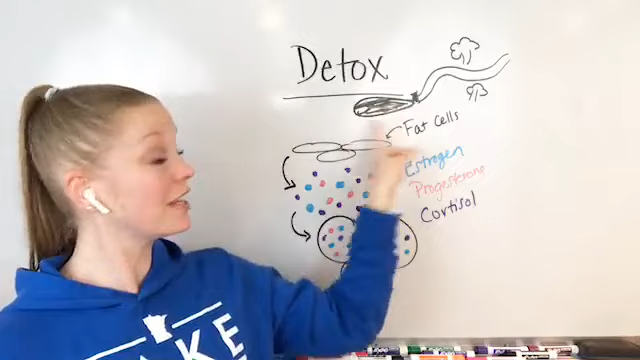 Detox
Fat cells
Estrogen
Progesterone
Cortisol